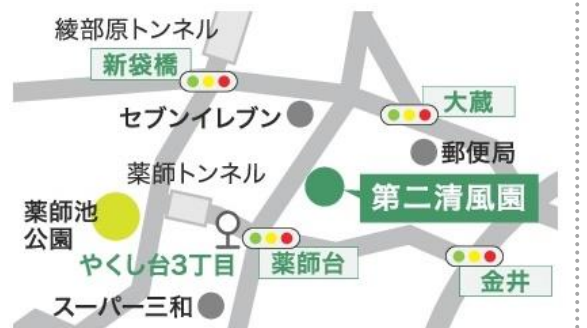 綾部原トンネル
新袋橋
セブンイレブン
大蔵
郵便局
薬師トンネル
第二清風園
薬師池
公園
やくし台3丁目
薬師台
金井
スーパー三和